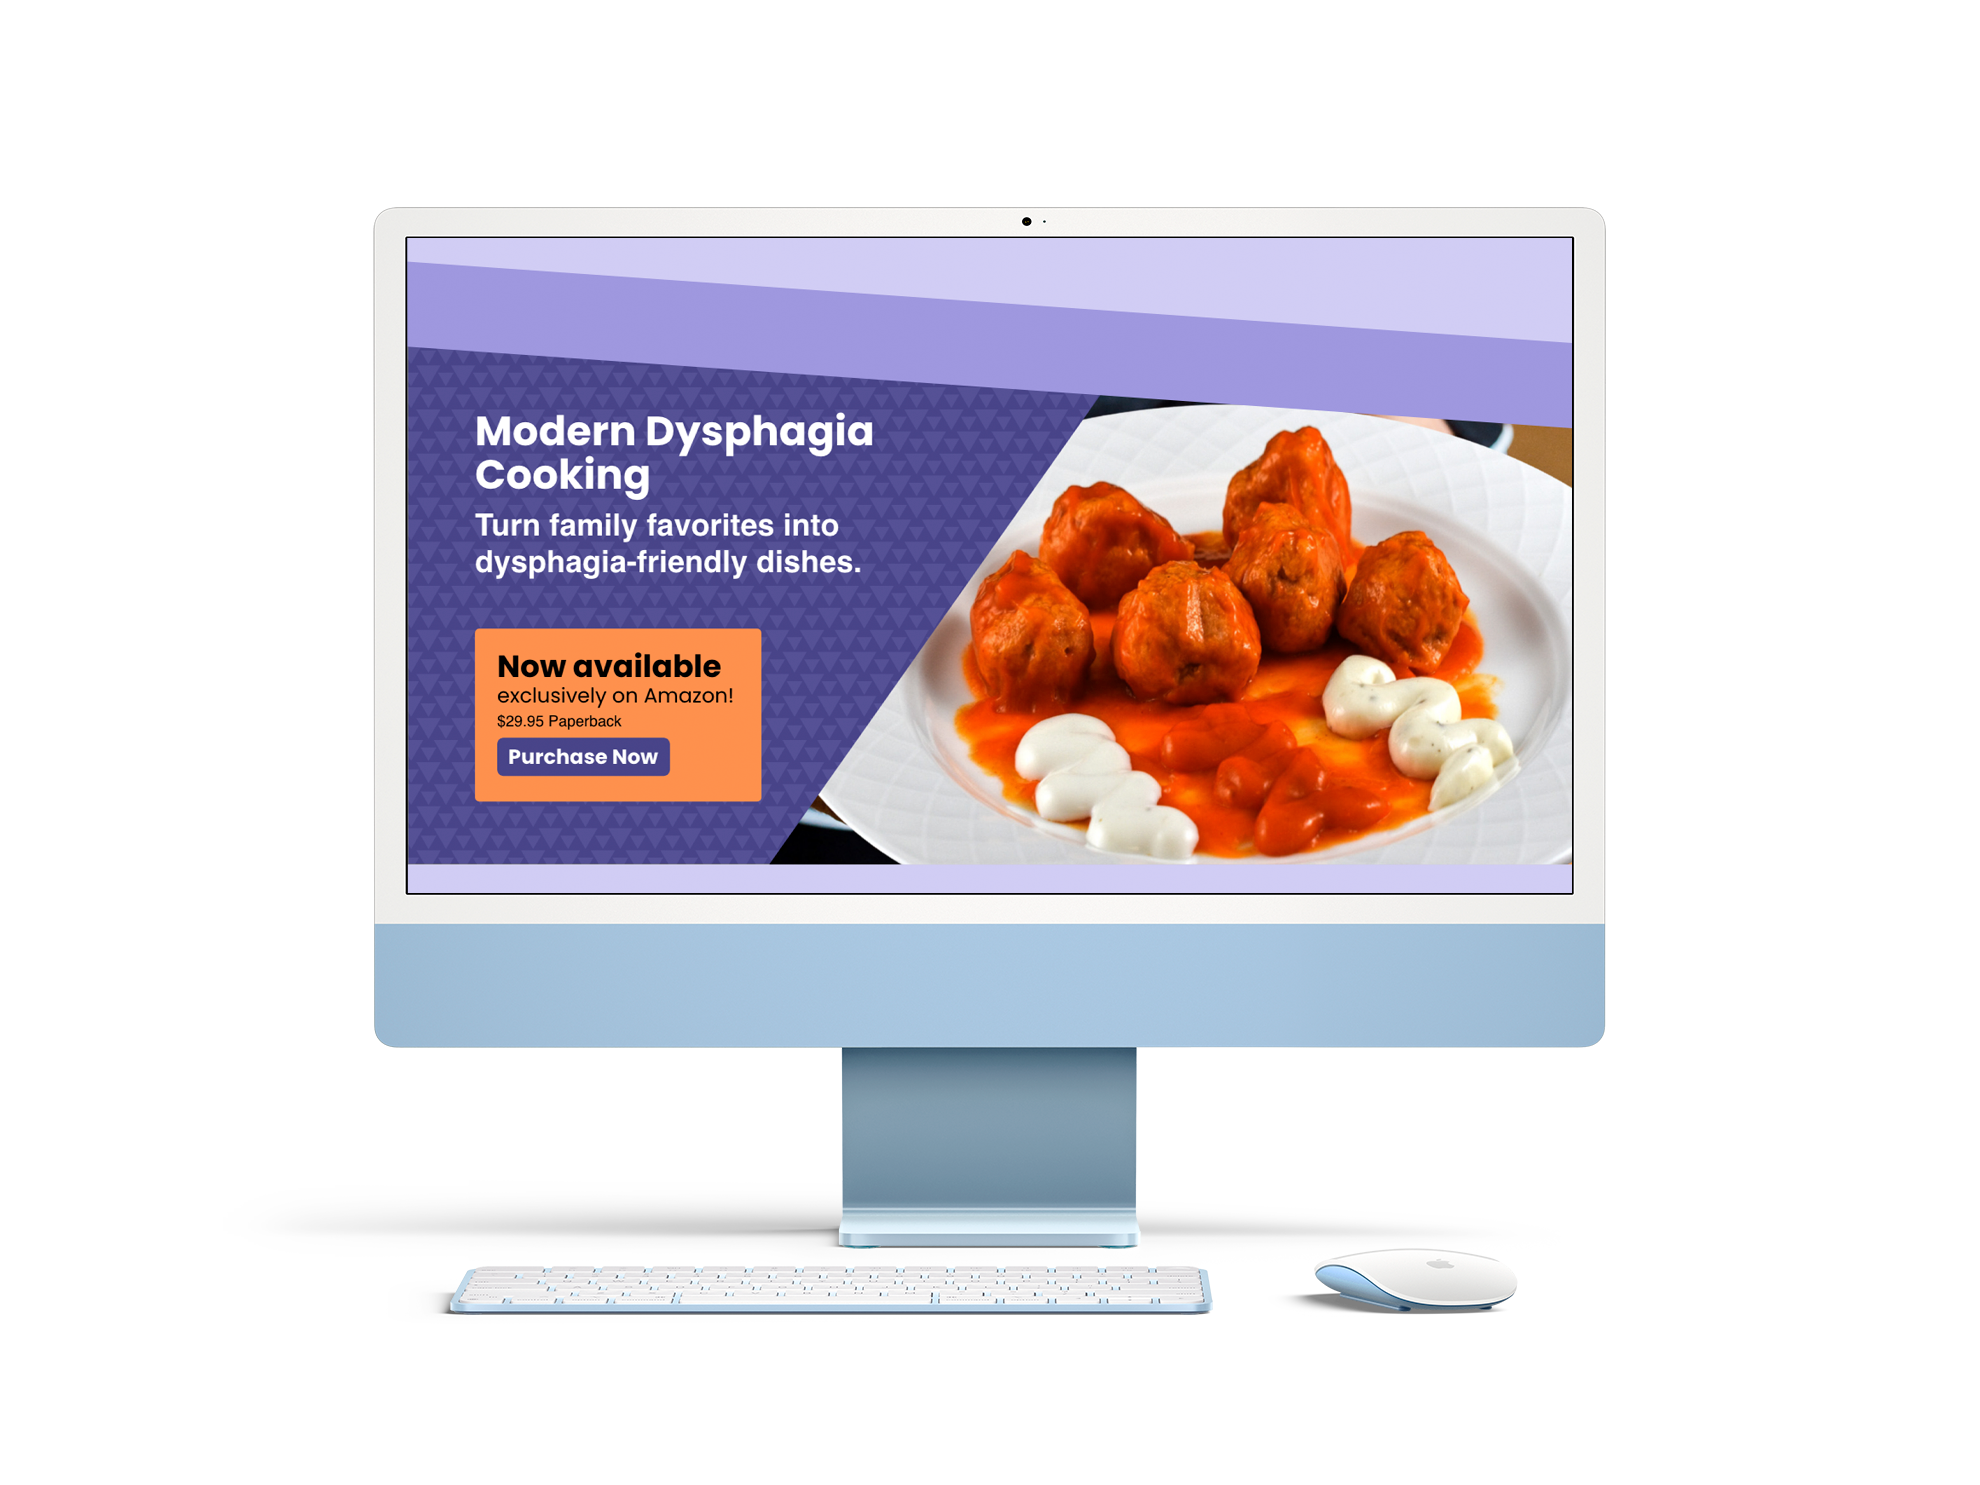 Modern Dysphagia
Cooking
Turn family favorites into
dysphagia-friendly dishes.
Now available
exclusively on Amazon!
$29.95 Paperback
Purchase Now